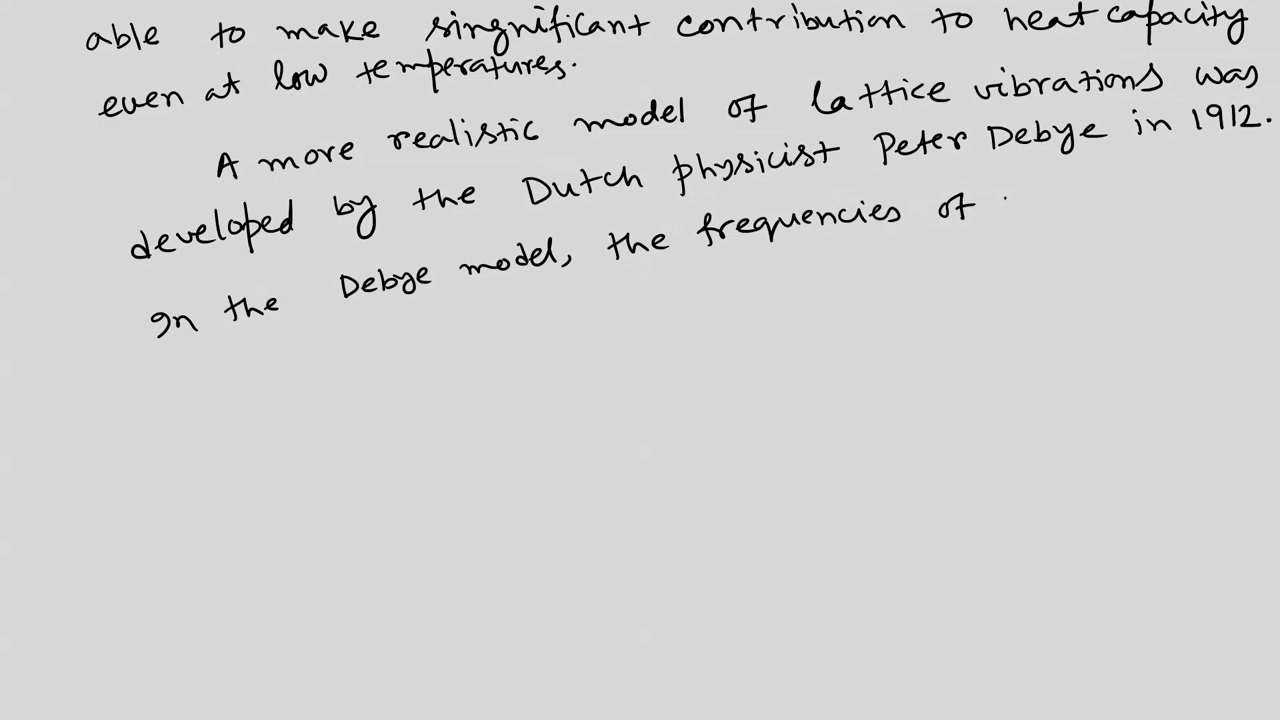 able to make singnificant contribution to heat capacity
even at low temperatures.
A more realistic model of lattice vibrations was
developed by the Dutch physicist Peter Debye in 1912.
In the Debye model, the frequencies of